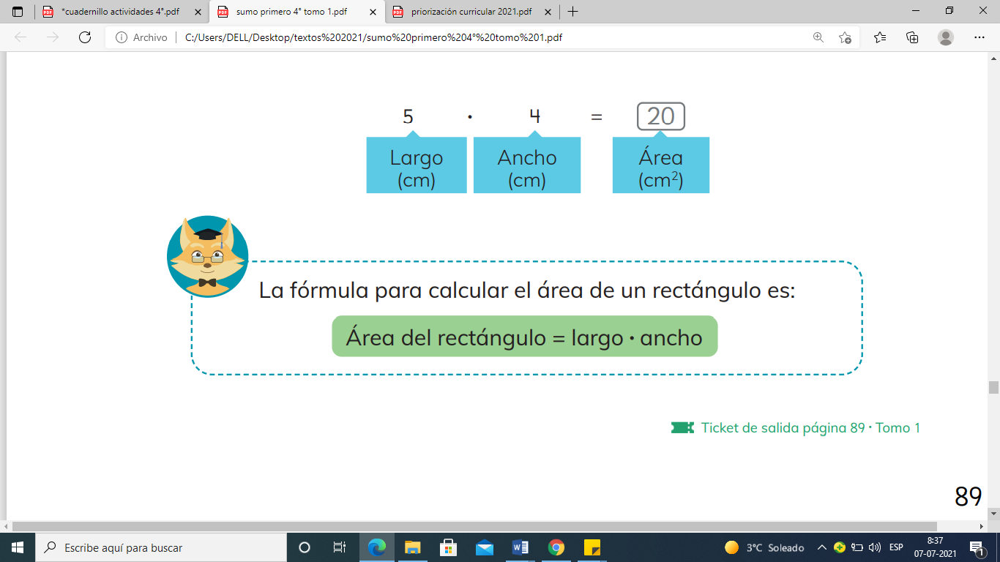 *cuadernillo actividades 4°.pdf
sumo primero 4° tomo 1.pdf
priorización curricular 2021.pdf
Archivo
C:/Users/DELL/Desktop/textos%202021/sumo%20primero%204°%20tomo%201.pdf
5 · 4 = 20
Largo (cm)
Ancho (cm)
Área (cm²)
La fórmula para calcular el área de un rectángulo es:
Área del rectángulo = largo · ancho
Ticket de salida página 89 · Tomo 1
89
Escribe aquí para buscar
3°C Soleado
ESP
8:37
07-07-2021
1